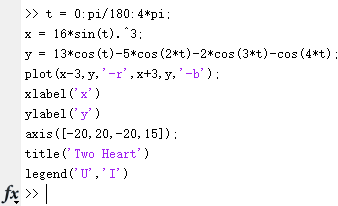 >> t = 0:pi/180:4*pi;
x = 16*sin(t).^3;
y = 13*cos(t)-5*cos(2*t)-2*cos(3*t)-cos(4*t);
plot(x-3,y,'-r',x+3,y,'-b');
xlabel('x')
ylabel('y')
axis([-20,20,-20,15]);
title('Two Heart')
legend('U','I')
fx >>